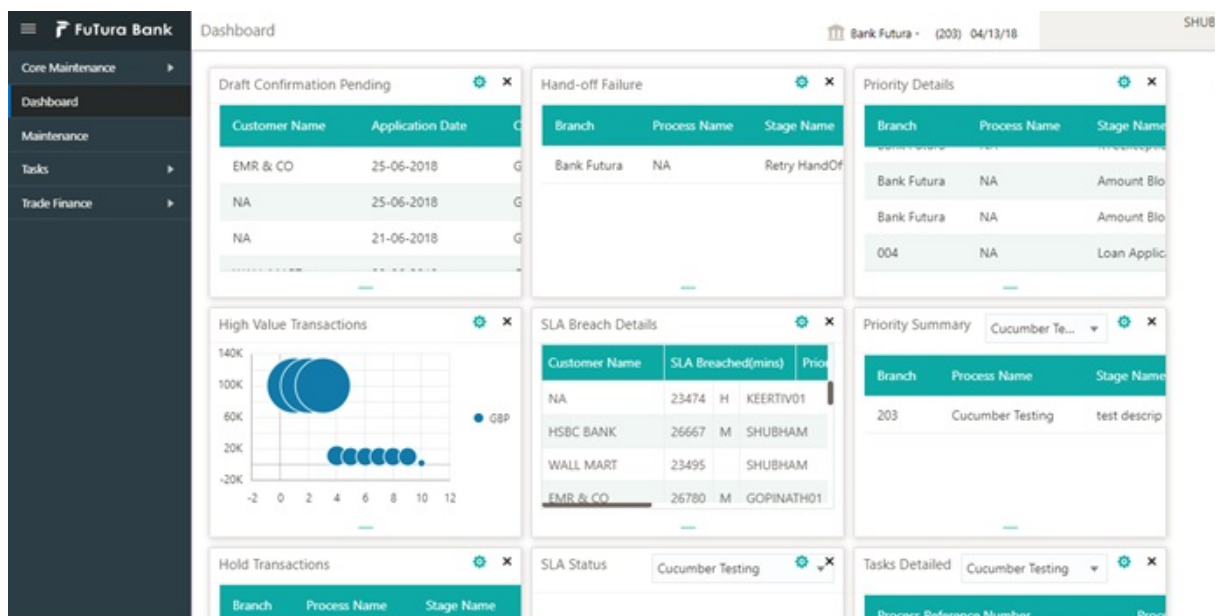 FuTura Bank
Dashboard
Bank Futura - (203) 04/13/18
SHUB
Core Maintenance
Dashboard
Maintenance
Tasks
Trade Finance
Draft Confirmation Pending
Customer Name Application Date C
EMR & CO 25-06-2018 G
NA 25-06-2018 G
NA 21-06-2018 G
Hand-off Failure
Branch Process Name Stage Name
Bank Futura NA Retry HandOf
Priority Details
Branch Process Name Stage Name
Bank Futura NA Amount Blo
Bank Futura NA Amount Blo
004 NA Loan Applic
High Value Transactions
140K
100K
60K
20K
-20K
-2 0 2 4 6 8 10 12
GBP
SLA Breach Details
Customer Name SLA Breached(mins) Prior
NA 23474 H KEERTIV01
HSBC BANK 26667 M SHUBHAM
WALL MART 23495 SHUBHAM
EMR & CO 26780 M GOPINATH01
Priority Summary Cucumber Te...
Branch Process Name Stage Name
203 Cucumber Testing test descrip
Hold Transactions
Branch Process Name Stage Name
SLA Status Cucumber Testing
Tasks Detailed Cucumber Testing
Process Reference Number Proce